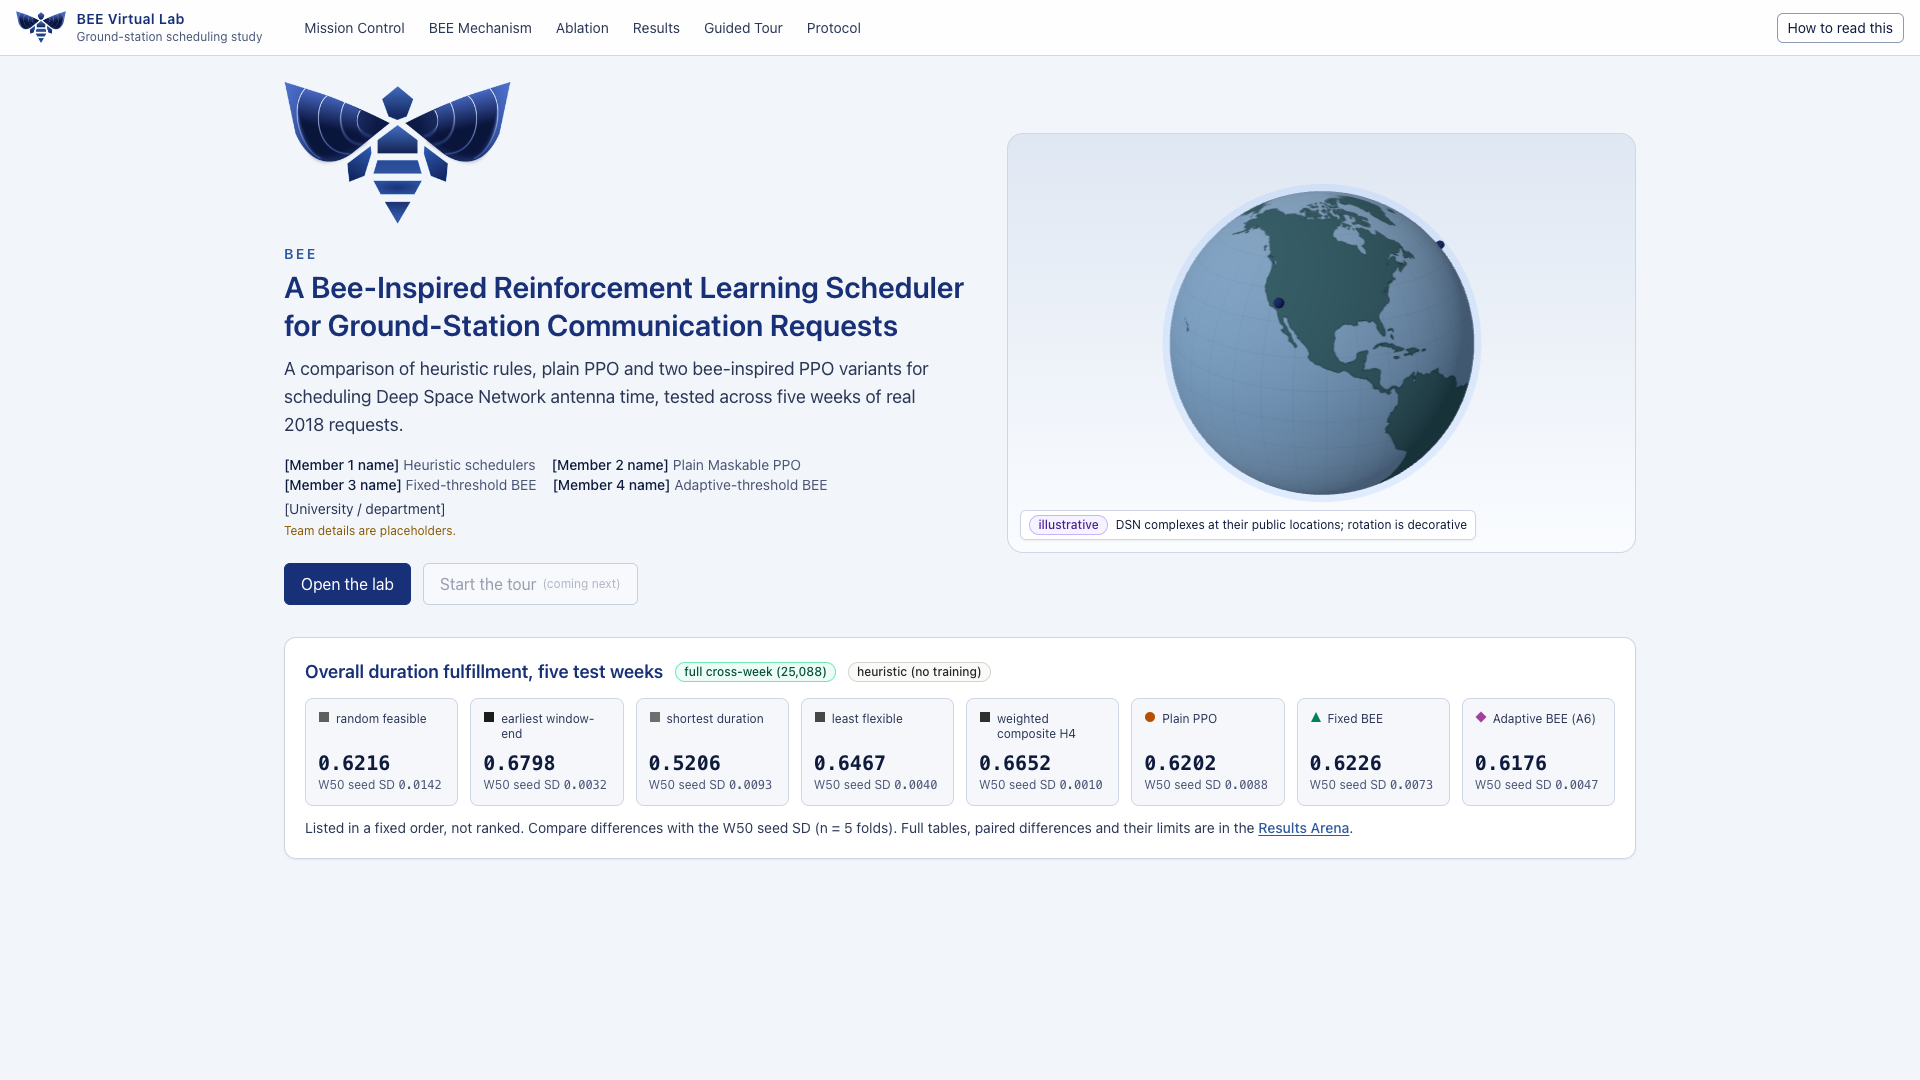 BEE Virtual Lab
Ground-station scheduling study
Mission Control
BEE Mechanism
Ablation
Results
Guided Tour
Protocol
How to read this
BEE
A Bee-Inspired Reinforcement Learning Scheduler
for Ground-Station Communication Requests
A comparison of heuristic rules, plain PPO and two bee-inspired PPO variants for
scheduling Deep Space Network antenna time, tested across five weeks of real
2018 requests.
[Member 1 name] Heuristic schedulers [Member 2 name] Plain Maskable PPO
[Member 3 name] Fixed-threshold BEE [Member 4 name] Adaptive-threshold BEE
[University / department]
Team details are placeholders.
Open the lab
Start the tour (coming next)
illustrative DSN complexes at their public locations; rotation is decorative
Overall duration fulfillment, five test weeks
full cross-week (25,088)
heuristic (no training)
random feasible
0.6216
W50 seed SD 0.0142
earliest window-
end
0.6798
W50 seed SD 0.0032
shortest duration
0.5206
W50 seed SD 0.0093
least flexible
0.6467
W50 seed SD 0.0040
weighted
composite H4
0.6652
W50 seed SD 0.0010
Plain PPO
0.6202
W50 seed SD 0.0088
Fixed BEE
0.6226
W50 seed SD 0.0073
Adaptive BEE (A6)
0.6176
W50 seed SD 0.0047
Listed in a fixed order, not ranked. Compare differences with the W50 seed SD (n = 5 folds). Full tables, paired differences and their limits are in the Results Arena.